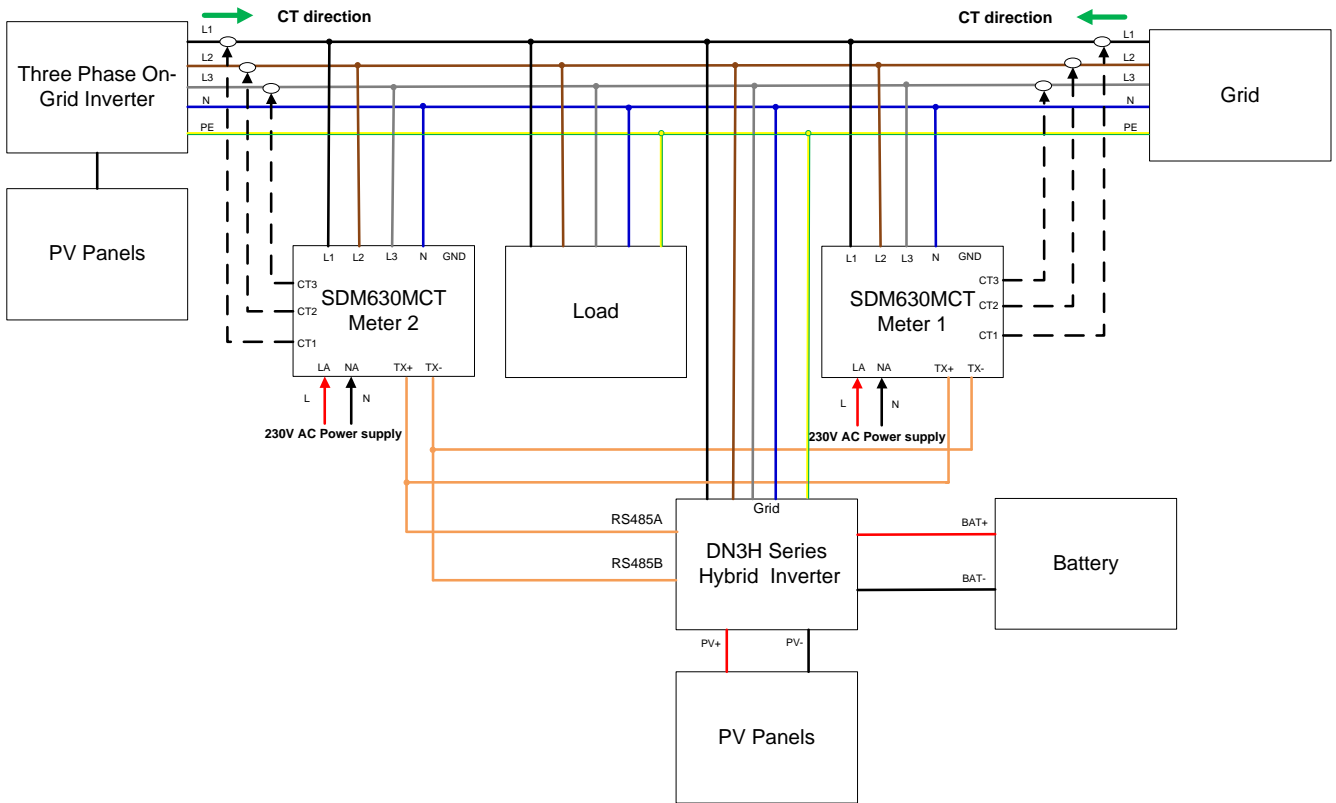 CT direction
CT direction
L1
L2
L3
N
PE
Three Phase On-
Grid Inverter
PV Panels
L1
L2
L3
N
PE
Grid
L1
L2
L3
N
GND
CT3
CT2
CT1
SDM630MCT
Meter 2
LA
NA
TX+
TX-
L
N
230V AC Power supply
Load
L1
L2
L3
N
GND
CT3
CT2
CT1
SDM630MCT
Meter 1
LA
NA
TX+
TX-
L
N
230V AC Power supply
RS485A
RS485B
Grid
DN3H Series
Hybrid Inverter
BAT+
BAT-
Battery
PV+
PV-
PV Panels